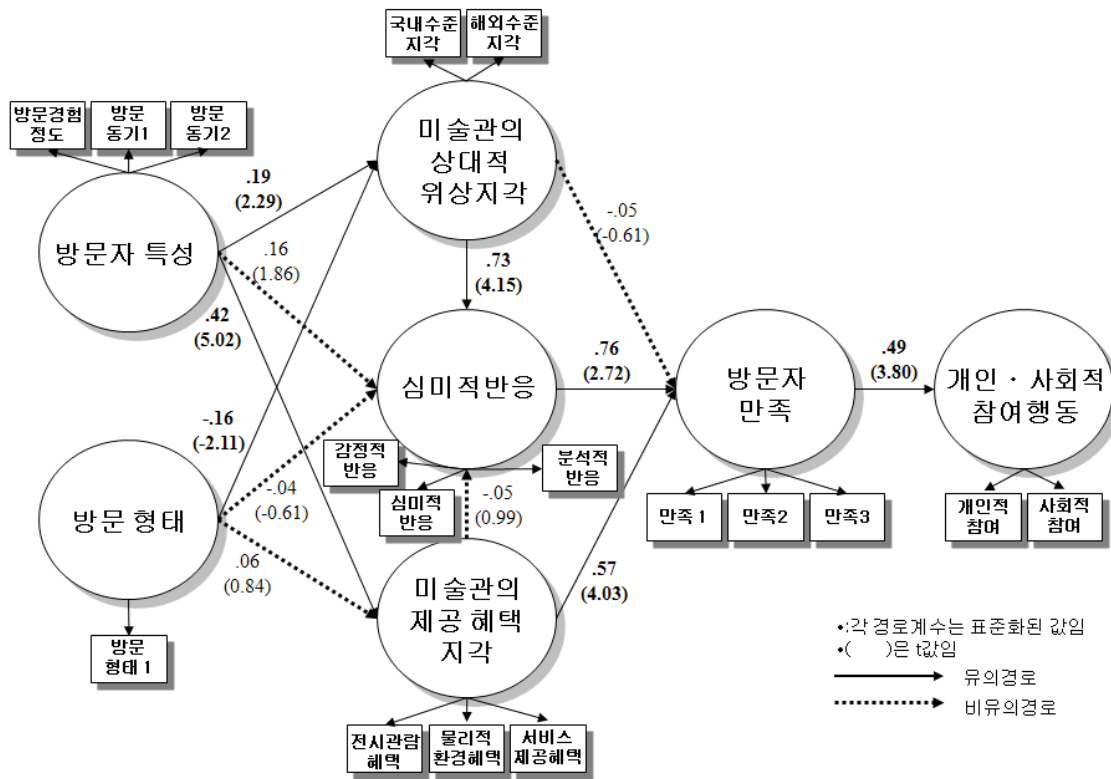 국내수준
지각
해외수준
지각
방문경험
정도
방문
동기1
방문
동기2
미술관의
상대적
위상지각
.19
(2.29)
방문자 특성
.16
(1.86)
-.05
(-0.61)
.73
(4.15)
.42
(5.02)
심미적반응
.76
(2.72)
방문자
만족
.49
(3.80)
개인 · 사회적
참여행동
-.16
(-2.11)
감정적
반응
심미적
반응
분석적
반응
-.04
(-0.61)
-.05
(0.99)
방문 형태
만족 1
만족2
만족3
개인적
참여
사회적
참여
.06
(0.84)
미술관의
제공 혜택
지각
.57
(4.03)
방문
형태 1
•:각 경로계수는 표준화된 값임
•( )은 t값임
유의경로
비유의경로
전시관람
혜택
물리적
환경혜택
서비스
제공혜택